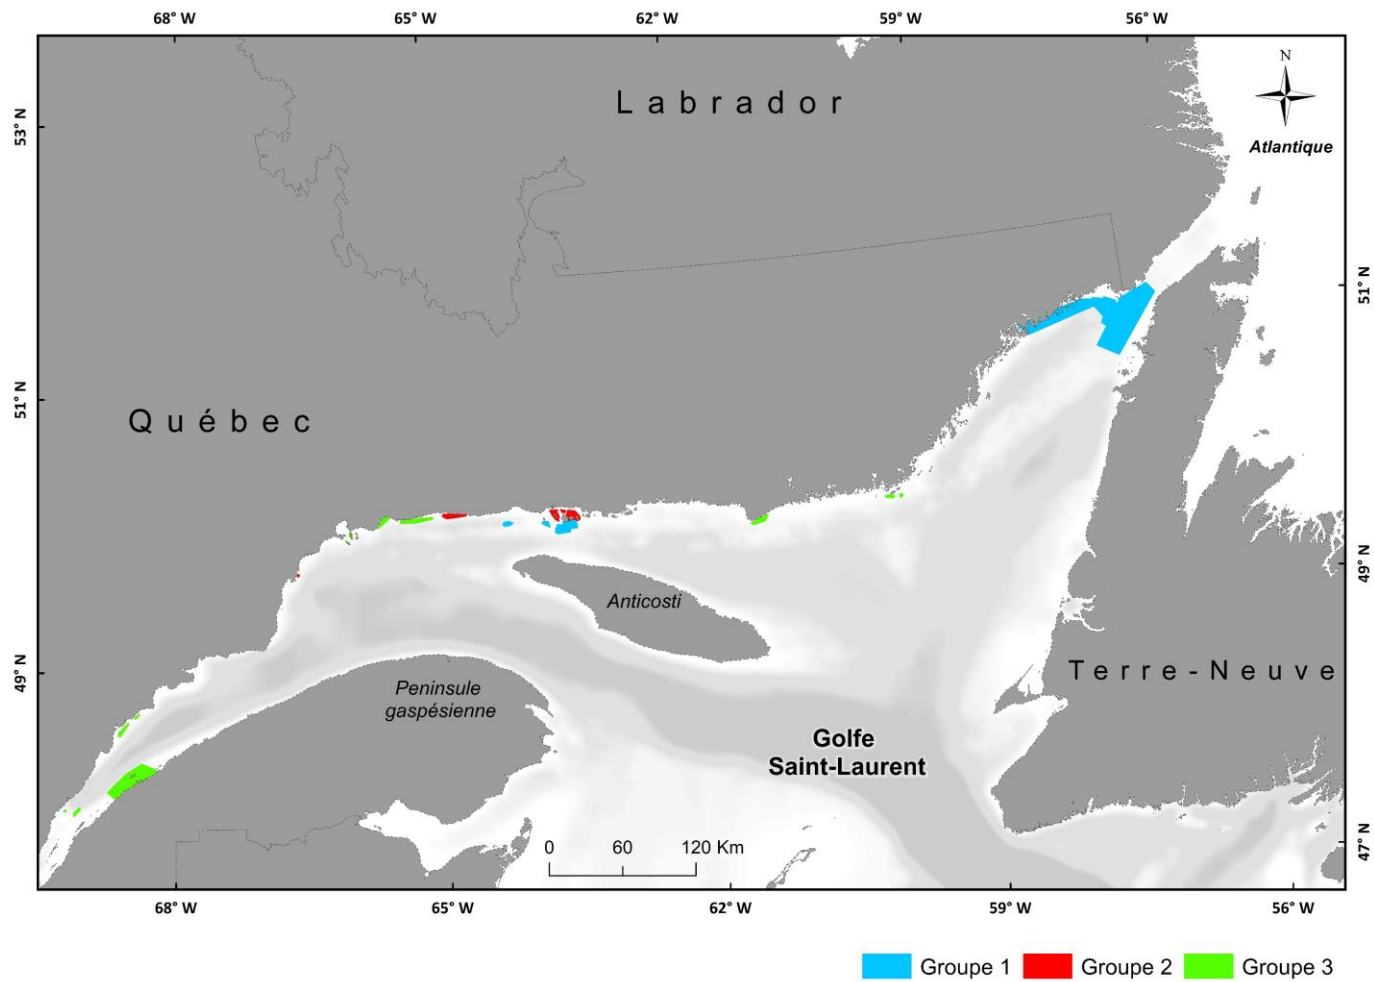 68° W 65° W 62° W 59° W 56° W
N
Labrador
53° N
Atlantique
51° N
51° N
Québec
49° N
Anticosti
49° N
Terre-Neuve
Peninsule
gaspésienne
Golfe
Saint-Laurent
0 60 120 Km
47° N
68° W 65° W 62° W 59° W 56° W
Groupe 1 Groupe 2 Groupe 3